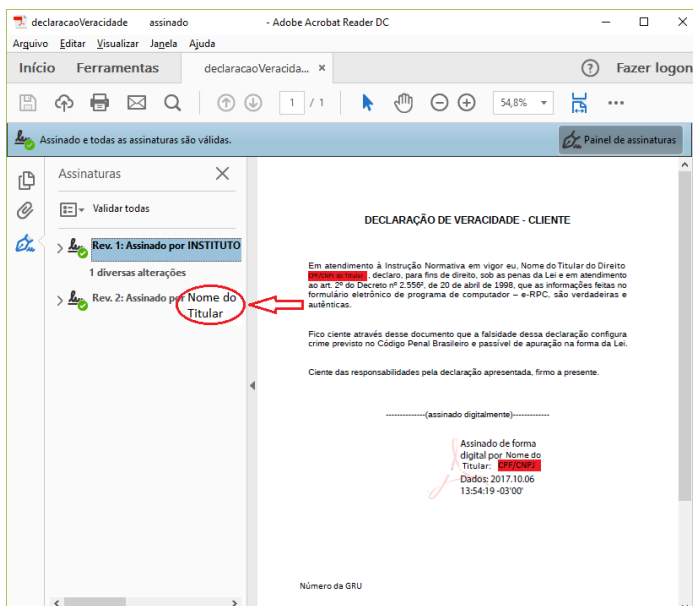 declaracaoVeracidade assinado - Adobe Acrobat Reader DC
Arquivo Editar Visualizar Janela Ajuda
Início Ferramentas declaracaoVeracida... × ? Fazer logon
1 / 1 54,8%
Assinado e todas as assinaturas são válidas. Painel de assinaturas
Assinaturas
Validar todas
Rev. 1: Assinado por INSTITUTO
1 diversas alterações
Rev. 2: Assinado por Nome do
Titular
DECLARAÇÃO DE VERACIDADE - CLIENTE
Em atendimento à Instrução Normativa em vigor eu, Nome do Titular do Direito
CPF/CNPJ do Titular , declaro, para fins de direito, sob as penas da Lei e em atendimento
ao art. 2º do Decreto nº 2.556º, de 20 de abril de 1998, que as informações feitas no
formulário eletrônico de programa de computador – e-RPC, são verdadeiras e
autênticas.
Fico ciente através desse documento que a falsidade dessa declaração configura
crime previsto no Código Penal Brasileiro e passível de apuração na forma da Lei.
Ciente das responsabilidades pela declaração apresentada, firmo a presente.
--------------(assinado digitalmente)-------------
Assinado de forma
digital por Nome do
Titular: CPF/CNPJ
Dados: 2017.10.06
13:54:19 -03'00'
Número da GRU